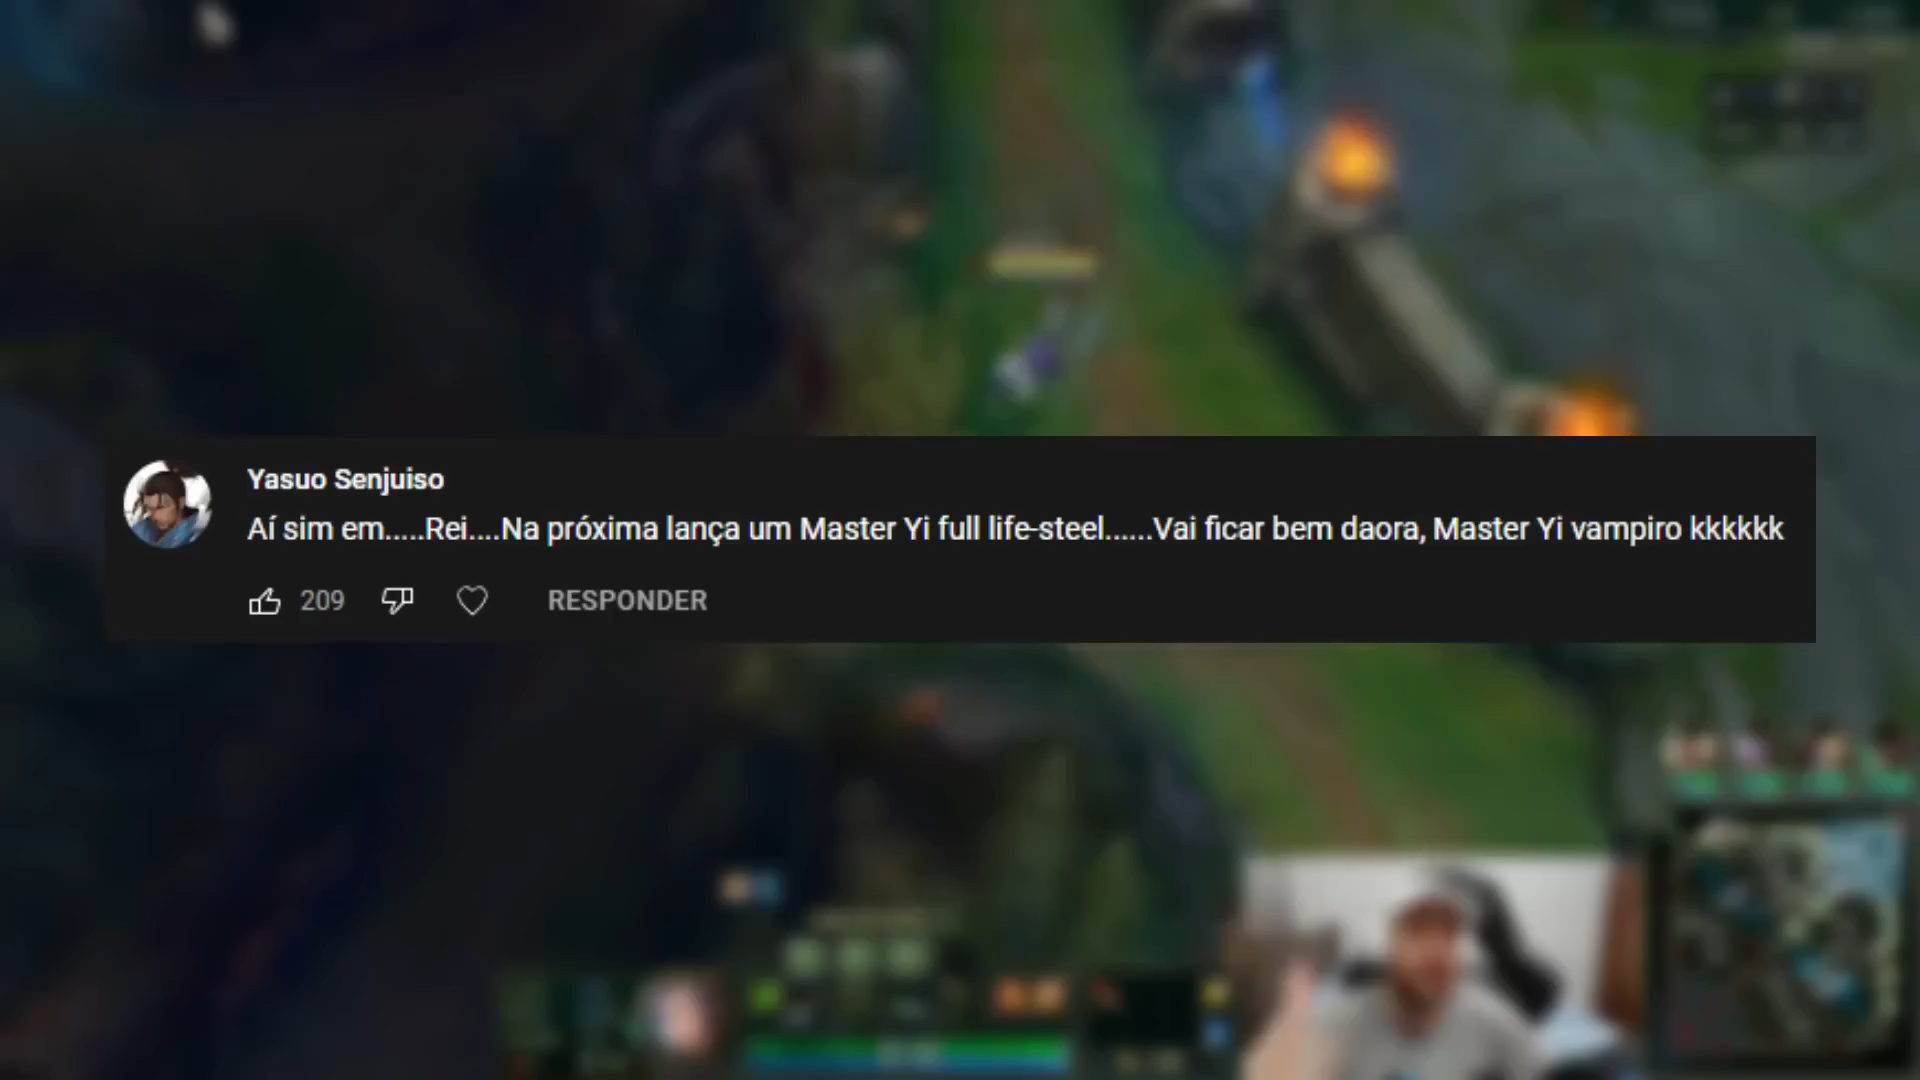 Yasuo Senjuiso
Aí sim em.....Rei....Na próxima lança um Master Yi full life-steel......Vai ficar bem daora, Master Yi vampiro kkkkkk
209
RESPONDER